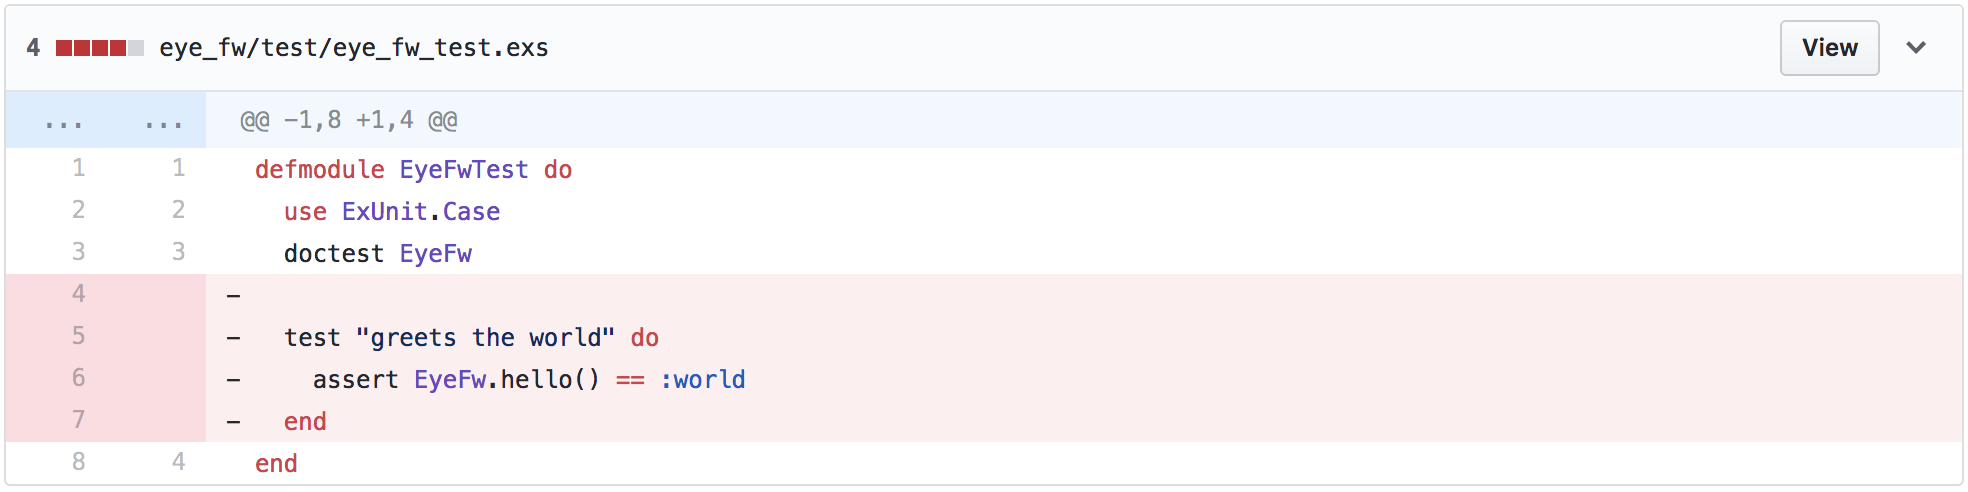 4 eye_fw/test/eye_fw_test.exs View
... ... @@ -1,8 +1,4 @@
1 1 defmodule EyeFwTest do
2 2 use ExUnit.Case
3 3 doctest EyeFw
4 -
5 - test "greets the world" do
6 - assert EyeFw.hello() == :world
7 - end
8 4 end